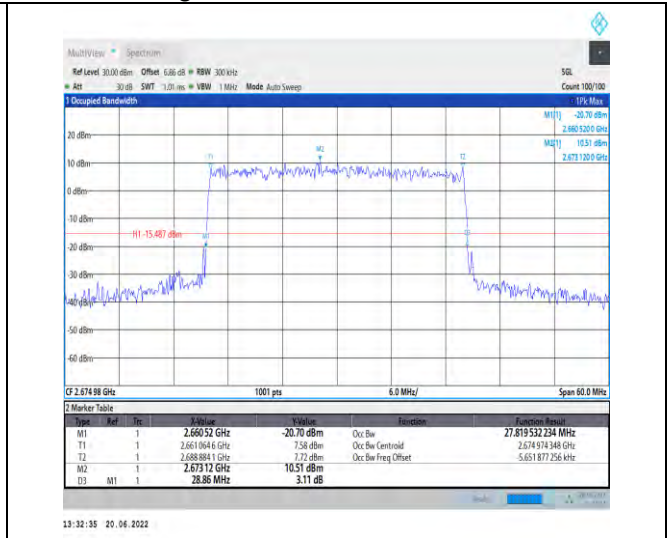 MultiView Spectrum
Ref Level 30.00 dBm Offset 6.86 dB RBW 300 kHz SGL
Att 30 dB SWT 1.01 ms VBW 1 MHz Mode Auto Sweep Count 100/100
1 Occupied Bandwidth 1Pk Max
M1[1] -20.70 dBm
2.660 520 0 GHz
M2[1] 10.51 dBm
2.673 120 0 GHz
20 dBm
M2
10 dBm
T1 T2
0 dBm
-10 dBm
H1 -15.487 dBm
M1 D3
-20 dBm
-30 dBm
-40 dBm
-50 dBm
-60 dBm
CF 2.674 98 GHz 1001 pts 6.0 MHz/ Span 60.0 MHz
2 Marker Table
Type Ref Trc X-Value Y-Value Function Function Result
M1 1 2.660 52 GHz -20.70 dBm Occ Bw 27.819 532 234 MHz
T1 1 2.661 064 6 GHz 7.58 dBm Occ Bw Centroid 2.674 974 348 GHz
T2 1 2.688 884 1 GHz 7.72 dBm Occ Bw Freq Offset -5.651 877 256 kHz
M2 1 2.673 12 GHz 10.51 dBm
D3 M1 1 28.86 MHz 3.11 dB
13:32:35 20.06.2022